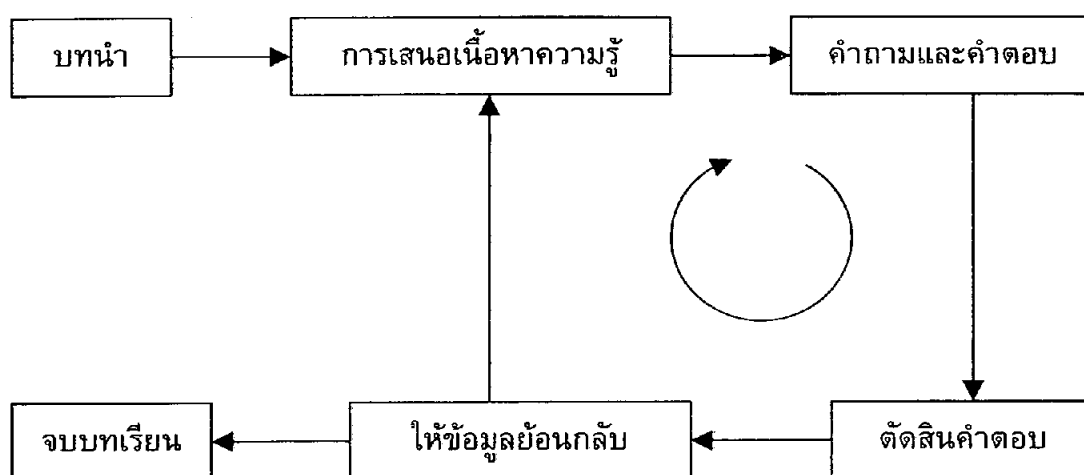 บทนำ
การเสนอเนื้อหาความรู้
คำถามและคำตอบ
จบบทเรียน
ให้ข้อมูลย้อนกลับ
ตัดสินคำตอบ